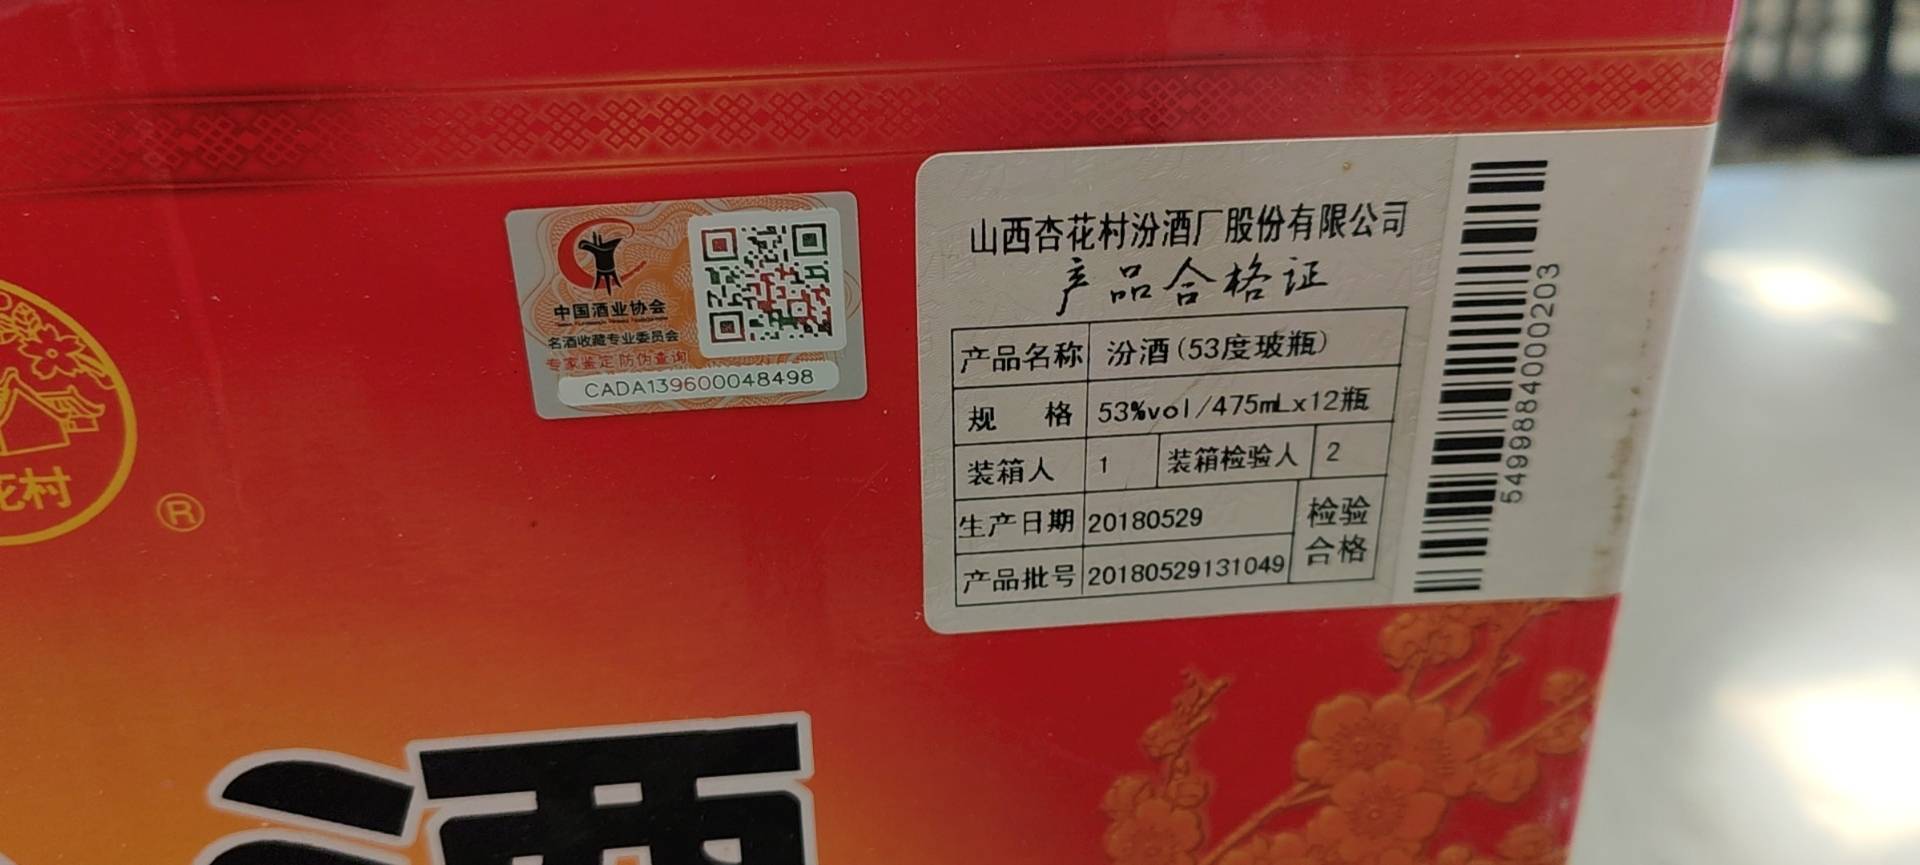 中国酒业协会
名酒收藏专业委员会
专家鉴定 防伪查询
CADA139600048498
花村
®
酒
山西杏花村汾酒厂股份有限公司
产品合格证
产品名称 汾酒(53度玻瓶)
规 格 53%vol/475mLx12瓶
装箱人 1 装箱检验人 2
生产日期 20180529
检验
合格
产品批号 20180529131049
5499884000203